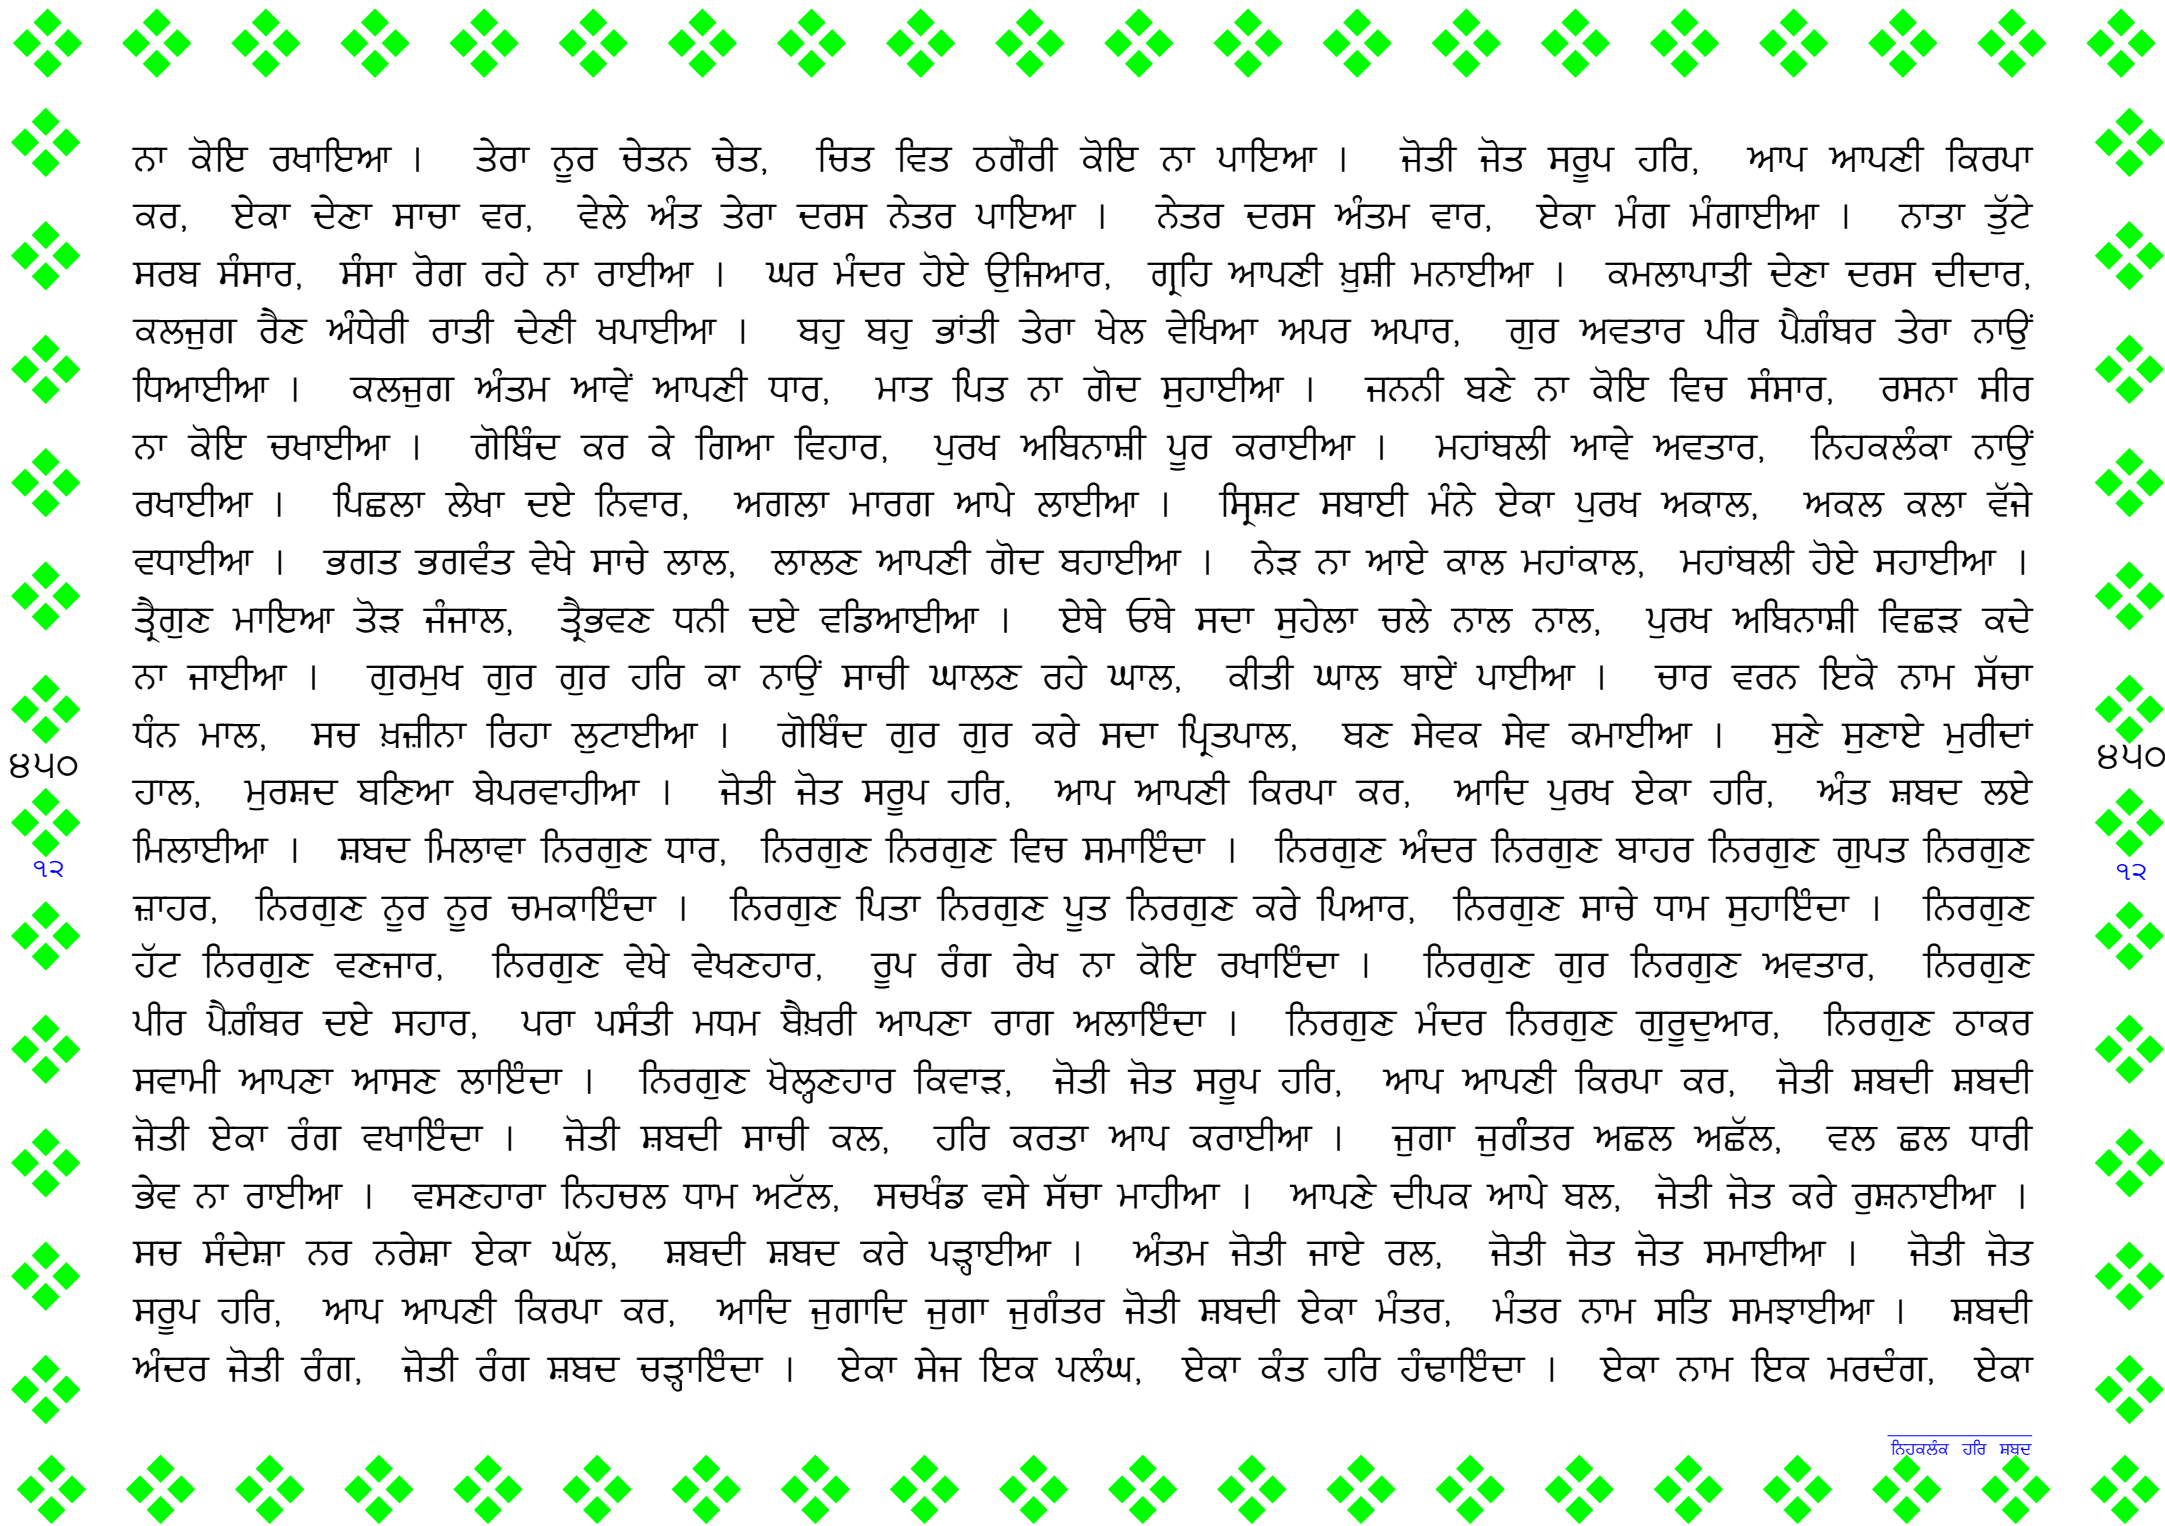 ਨਾ ਕੋਇ ਰਖਾਇਆ । ਤੇਰਾ ਨੂਰ ਚੇਤਨ ਚੇਤ, ਚਿਤ ਵਿਤ ਠਗੌਰੀ ਕੋਇ ਨਾ ਪਾਇਆ । ਜੋਤੀ ਜੋਤ ਸਰੂਪ ਹਰਿ, ਆਪ ਆਪਣੀ ਕਿਰਪਾ
ਕਰ, ਏਕਾ ਦੇਣਾ ਸਾਚਾ ਵਰ, ਵੇਲੇ ਅੰਤ ਤੇਰਾ ਦਰਸ ਨੇਤਰ ਪਾਇਆ । ਨੇਤਰ ਦਰਸ ਅੰਤਮ ਵਾਰ, ਏਕਾ ਮੰਗ ਮੰਗਾਈਆ । ਨਾਤਾ ਤੁੱਟੇ
ਸਰਬ ਸੰਸਾਰ, ਸੰਸਾ ਰੋਗ ਰਹੇ ਨਾ ਰਾਈਆ । ਘਰ ਮੰਦਰ ਹੋਏ ਉਜਿਆਰ, ਗ੍ਰਹਿ ਆਪਣੀ ਖ਼ੁਸ਼ੀ ਮਨਾਈਆ । ਕਮਲਾਪਾਤੀ ਦੇਣਾ ਦਰਸ ਦੀਦਾਰ,
ਕਲਜੁਗ ਰੈਣ ਅੰਧੇਰੀ ਰਾਤੀ ਦੇਣੀ ਖਪਾਈਆ । ਬਹੁ ਬਹੁ ਭਾਂਤੀ ਤੇਰਾ ਖੇਲ ਵੇਖਿਆ ਅਪਰ ਅਪਾਰ, ਗੁਰ ਅਵਤਾਰ ਪੀਰ ਪੈਗ਼ੰਬਰ ਤੇਰਾ ਨਾਉਂ
ਧਿਆਈਆ । ਕਲਜੁਗ ਅੰਤਮ ਆਵੇਂ ਆਪਣੀ ਧਾਰ, ਮਾਤ ਪਿਤ ਨਾ ਗੋਦ ਸੁਹਾਈਆ । ਜਨਨੀ ਬਣੇ ਨਾ ਕੋਇ ਵਿਚ ਸੰਸਾਰ, ਰਸਨਾ ਸੀਰ
ਨਾ ਕੋਇ ਚਖਾਈਆ । ਗੋਬਿੰਦ ਕਰ ਕੇ ਗਿਆ ਵਿਹਾਰ, ਪੁਰਖ ਅਬਿਨਾਸ਼ੀ ਪੂਰ ਕਰਾਈਆ । ਮਹਾਂਬਲੀ ਆਵੇ ਅਵਤਾਰ, ਨਿਹਕਲੰਕਾ ਨਾਉਂ
ਰਖਾਈਆ । ਪਿਛਲਾ ਲੇਖਾ ਦਏ ਨਿਵਾਰ, ਅਗਲਾ ਮਾਰਗ ਆਪੇ ਲਾਈਆ । ਸ੍ਰਿਸ਼ਟ ਸਬਾਈ ਮੰਨੇ ਏਕਾ ਪੁਰਖ ਅਕਾਲ, ਅਕਲ ਕਲਾ ਵੱਜੇ
ਵਧਾਈਆ । ਭਗਤ ਭਗਵੰਤ ਵੇਖੇ ਸਾਚੇ ਲਾਲ, ਲਾਲਣ ਆਪਣੀ ਗੋਦ ਬਹਾਈਆ । ਨੇੜ ਨਾ ਆਏ ਕਾਲ ਮਹਾਂਕਾਲ, ਮਹਾਂਬਲੀ ਹੋਏ ਸਹਾਈਆ ।
ਤ੍ਰੈਗੁਣ ਮਾਇਆ ਤੋੜ ਜੰਜਾਲ, ਤ੍ਰੈਭਵਣ ਧਨੀ ਦਏ ਵਡਿਆਈਆ । ਏਥੇ ਓਥੇ ਸਦਾ ਸੁਹੇਲਾ ਚਲੇ ਨਾਲ ਨਾਲ, ਪੁਰਖ ਅਬਿਨਾਸ਼ੀ ਵਿਛੜ ਕਦੇ
ਨਾ ਜਾਈਆ । ਗੁਰਮੁਖ ਗੁਰ ਗੁਰ ਹਰਿ ਕਾ ਨਾਉਂ ਸਾਚੀ ਘਾਲਣ ਰਹੇ ਘਾਲ, ਕੀਤੀ ਘਾਲ ਥਾਏਂ ਪਾਈਆ । ਚਾਰ ਵਰਨ ਇਕੋ ਨਾਮ ਸੱਚਾ
ਧੰਨ ਮਾਲ, ਸਚ ਖ਼ਜ਼ੀਨਾ ਰਿਹਾ ਲੁਟਾਈਆ । ਗੋਬਿੰਦ ਗੁਰ ਗੁਰ ਕਰੇ ਸਦਾ ਪ੍ਰਿਤਪਾਲ, ਬਣ ਸੇਵਕ ਸੇਵ ਕਮਾਈਆ । ਸੁਣੇ ਸੁਣਾਏ ਮੁਰੀਦਾਂ
ਹਾਲ, ਮੁਰਸ਼ਦ ਬਣਿਆ ਬੇਪਰਵਾਹੀਆ । ਜੋਤੀ ਜੋਤ ਸਰੂਪ ਹਰਿ, ਆਪ ਆਪਣੀ ਕਿਰਪਾ ਕਰ, ਆਦਿ ਪੁਰਖ ਏਕਾ ਹਰਿ, ਅੰਤ ਸ਼ਬਦ ਲਏ
ਮਿਲਾਈਆ । ਸ਼ਬਦ ਮਿਲਾਵਾ ਨਿਰਗੁਣ ਧਾਰ, ਨਿਰਗੁਣ ਨਿਰਗੁਣ ਵਿਚ ਸਮਾਇੰਦਾ । ਨਿਰਗੁਣ ਅੰਦਰ ਨਿਰਗੁਣ ਬਾਹਰ ਨਿਰਗੁਣ ਗੁਪਤ ਨਿਰਗੁਣ
ਜ਼ਾਹਰ, ਨਿਰਗੁਣ ਨੂਰ ਨੂਰ ਚਮਕਾਇੰਦਾ । ਨਿਰਗੁਣ ਪਿਤਾ ਨਿਰਗੁਣ ਪੂਤ ਨਿਰਗੁਣ ਕਰੇ ਪਿਆਰ, ਨਿਰਗੁਣ ਸਾਚੇ ਧਾਮ ਸੁਹਾਇੰਦਾ । ਨਿਰਗੁਣ
ਹੱਟ ਨਿਰਗੁਣ ਵਣਜਾਰ, ਨਿਰਗੁਣ ਵੇਖੇ ਵੇਖਣਹਾਰ, ਰੂਪ ਰੰਗ ਰੇਖ ਨਾ ਕੋਇ ਰਖਾਇੰਦਾ । ਨਿਰਗੁਣ ਗੁਰ ਨਿਰਗੁਣ ਅਵਤਾਰ, ਨਿਰਗੁਣ
ਪੀਰ ਪੈਗ਼ੰਬਰ ਦਏ ਸਹਾਰ, ਪਰਾ ਪਸੰਤੀ ਮਧਮ ਬੈਖ਼ਰੀ ਆਪਣਾ ਰਾਗ ਅਲਾਇੰਦਾ । ਨਿਰਗੁਣ ਮੰਦਰ ਨਿਰਗੁਣ ਗੁਰੂਦੁਆਰ, ਨਿਰਗੁਣ ਠਾਕਰ
ਸਵਾਮੀ ਆਪਣਾ ਆਸਣ ਲਾਇੰਦਾ । ਨਿਰਗੁਣ ਖੋਲ੍ਹਣਹਾਰ ਕਿਵਾੜ, ਜੋਤੀ ਜੋਤ ਸਰੂਪ ਹਰਿ, ਆਪ ਆਪਣੀ ਕਿਰਪਾ ਕਰ, ਜੋਤੀ ਸ਼ਬਦੀ ਸ਼ਬਦੀ
ਜੋਤੀ ਏਕਾ ਰੰਗ ਵਖਾਇੰਦਾ । ਜੋਤੀ ਸ਼ਬਦੀ ਸਾਚੀ ਕਲ, ਹਰਿ ਕਰਤਾ ਆਪ ਕਰਾਈਆ । ਜੁਗਾ ਜੁਗੰਤਰ ਅਛਲ ਅਛੱਲ, ਵਲ ਛਲ ਧਾਰੀ
ਭੇਵ ਨਾ ਰਾਈਆ । ਵਸਣਹਾਰਾ ਨਿਹਚਲ ਧਾਮ ਅਟੱਲ, ਸਚਖੰਡ ਵਸੇ ਸੱਚਾ ਮਾਹੀਆ । ਆਪਣੇ ਦੀਪਕ ਆਪੇ ਬਲ, ਜੋਤੀ ਜੋਤ ਕਰੇ ਰੁਸ਼ਨਾਈਆ ।
ਸਚ ਸੰਦੇਸ਼ਾ ਨਰ ਨਰੇਸ਼ਾ ਏਕਾ ਘੱਲ, ਸ਼ਬਦੀ ਸ਼ਬਦ ਕਰੇ ਪੜ੍ਹਾਈਆ । ਅੰਤਮ ਜੋਤੀ ਜਾਏ ਰਲ, ਜੋਤੀ ਜੋਤ ਜੋਤ ਸਮਾਈਆ । ਜੋਤੀ ਜੋਤ
ਸਰੂਪ ਹਰਿ, ਆਪ ਆਪਣੀ ਕਿਰਪਾ ਕਰ, ਆਦਿ ਜੁਗਾਦਿ ਜੁਗਾ ਜੁਗੰਤਰ ਜੋਤੀ ਸ਼ਬਦੀ ਏਕਾ ਮੰਤਰ, ਮੰਤਰ ਨਾਮ ਸਤਿ ਸਮਝਾਈਆ । ਸ਼ਬਦੀ
ਅੰਦਰ ਜੋਤੀ ਰੰਗ, ਜੋਤੀ ਰੰਗ ਸ਼ਬਦ ਚੜ੍ਹਾਇੰਦਾ । ਏਕਾ ਸੇਜ ਇਕ ਪਲੰਘ, ਏਕਾ ਕੰਤ ਹਰਿ ਹੰਢਾਇੰਦਾ । ਏਕਾ ਨਾਮ ਇਕ ਮਰਦੰਗ, ਏਕਾ
੪੫੦
੪੫੦
੧੨
੧੨
ਨਿਹਕਲੰਕ ਹਰਿ ਸ਼ਬਦ